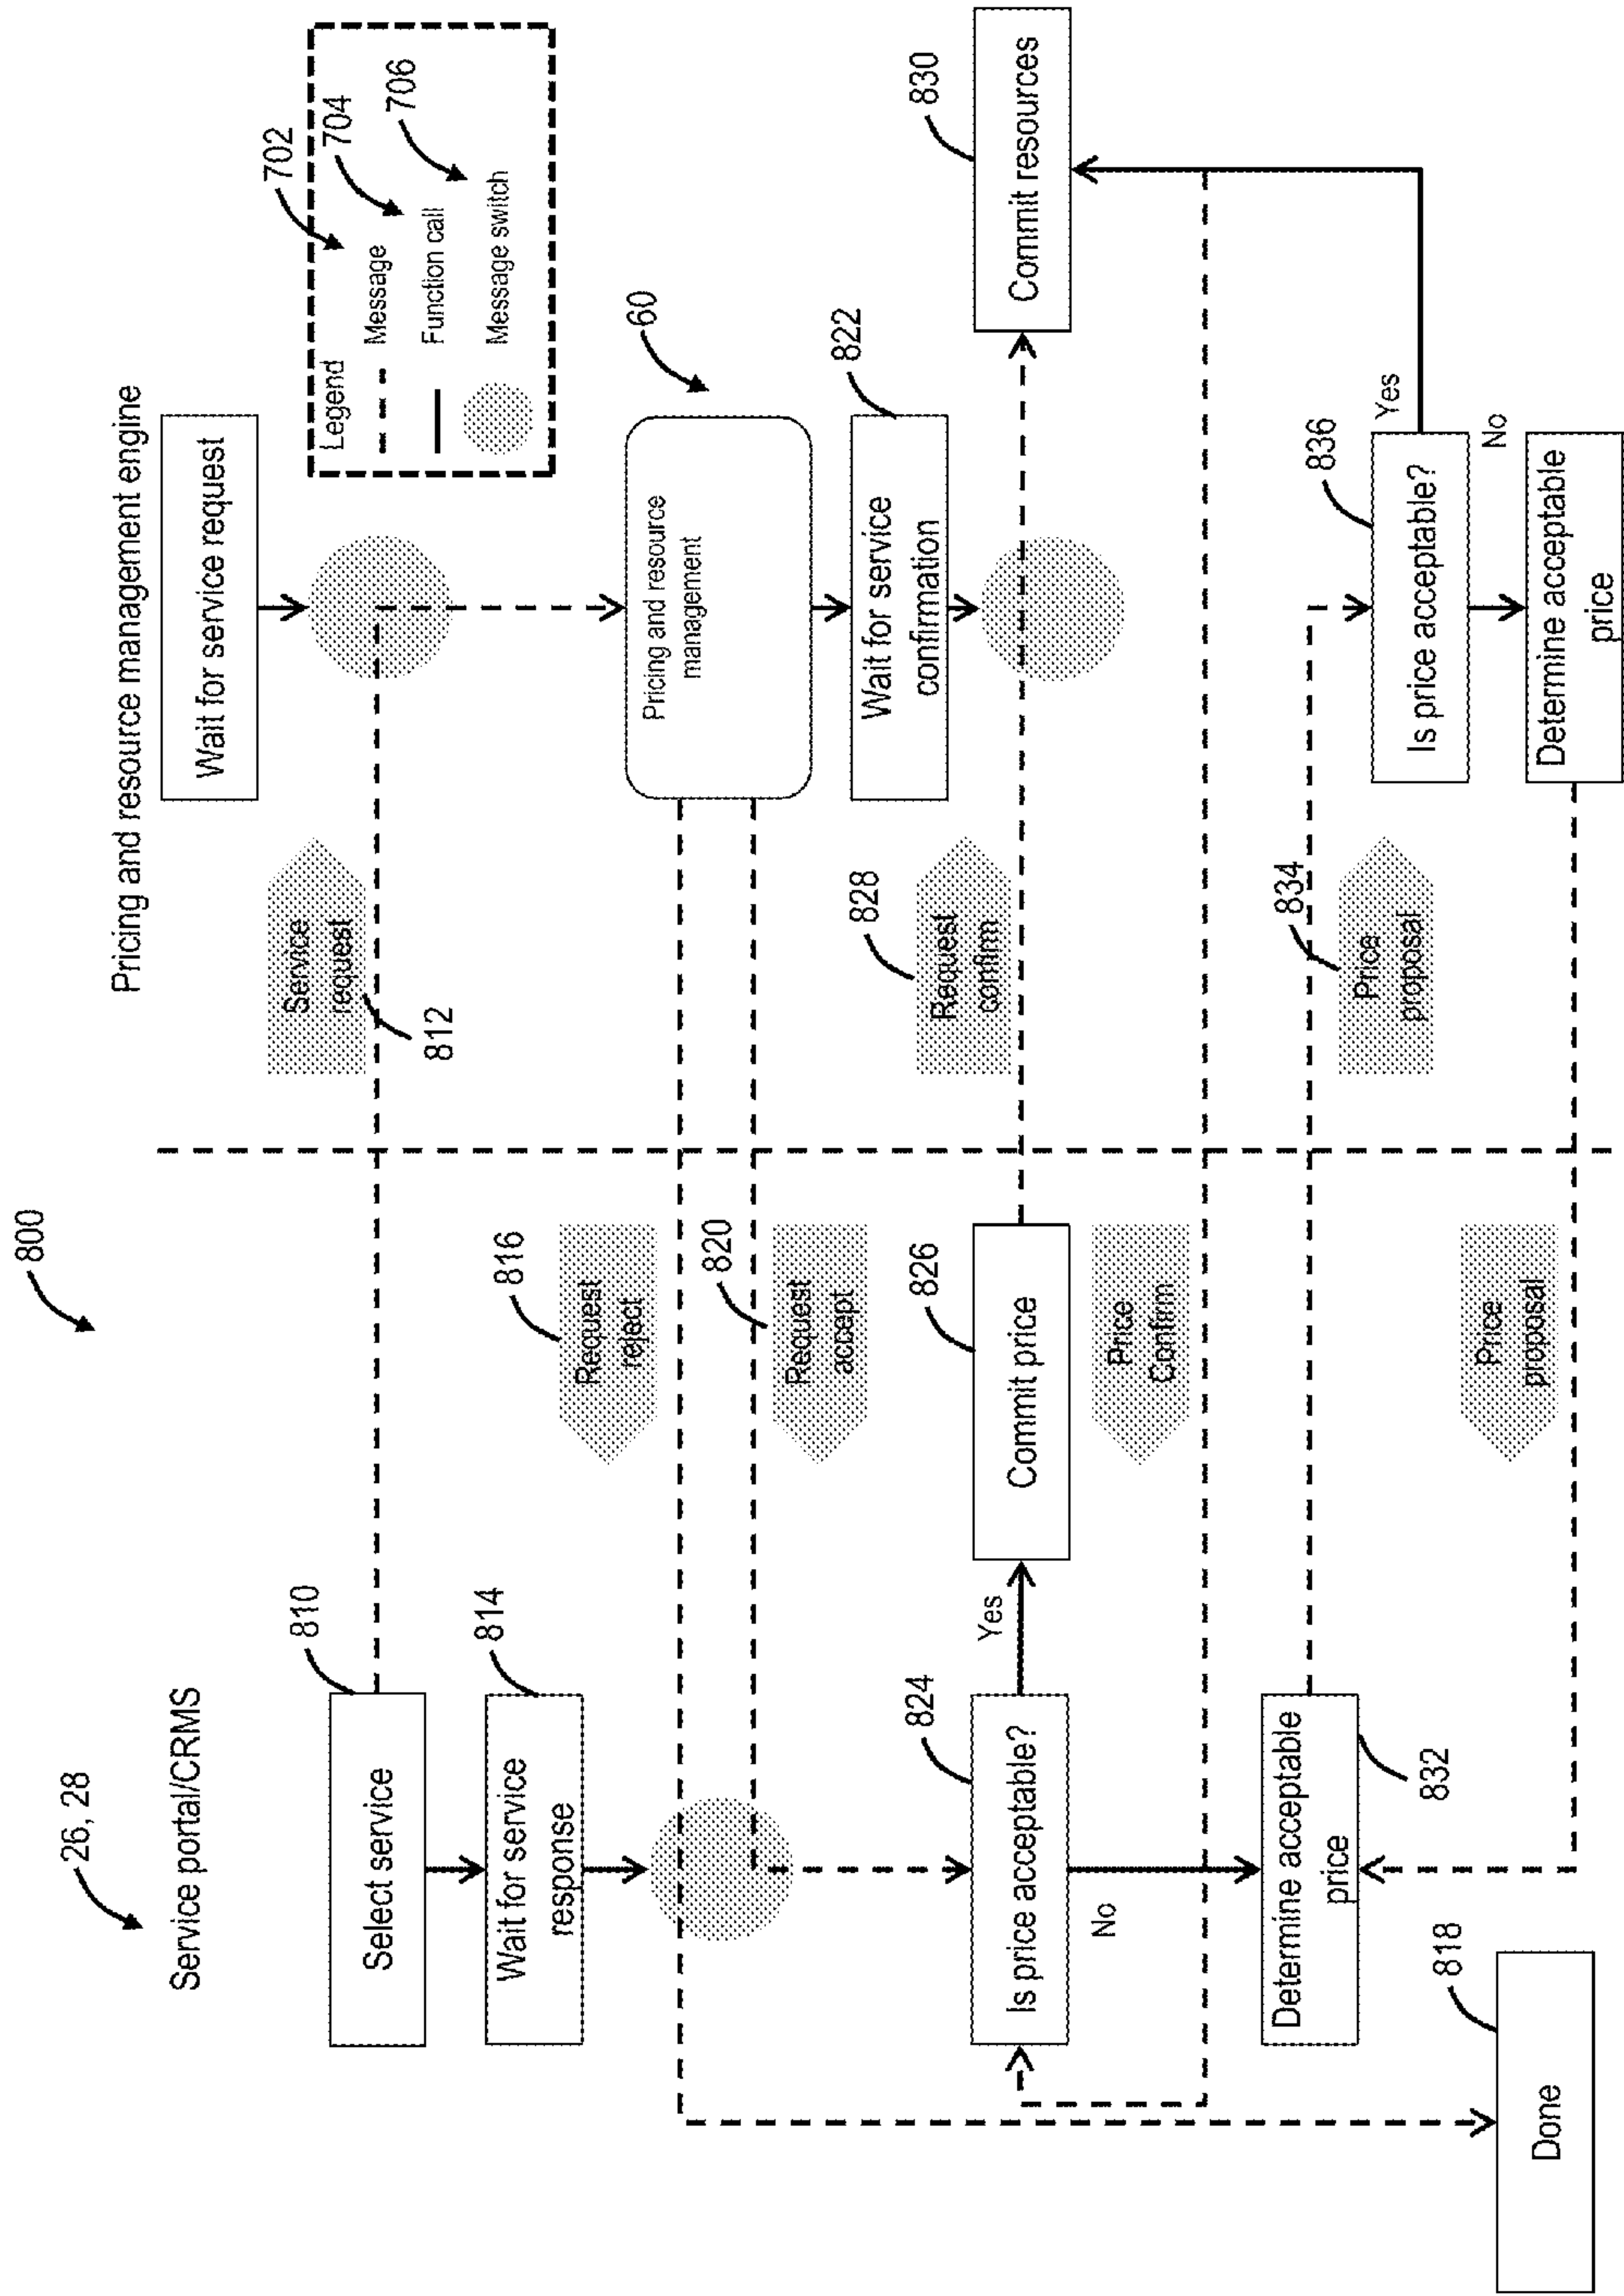 800
26, 28
Service portal/CRMS
Pricing and resource management engine
Legend
Message
Function call
Message switch
702
704
706
Wait for service request
Service
request
812
810
Select service
814
Wait for service
response
816
Request
reject
820
Request
accept
60
Pricing and resource
management
822
Wait for service
confirmation
824
Is price acceptable?
Yes
No
826
Commit price
828
Request
confirm
830
Commit resources
Price
Confirm
832
Determine acceptable
price
834
Price
proposal
836
Is price acceptable?
Yes
No
Determine acceptable
price
Price
proposal
818
Done